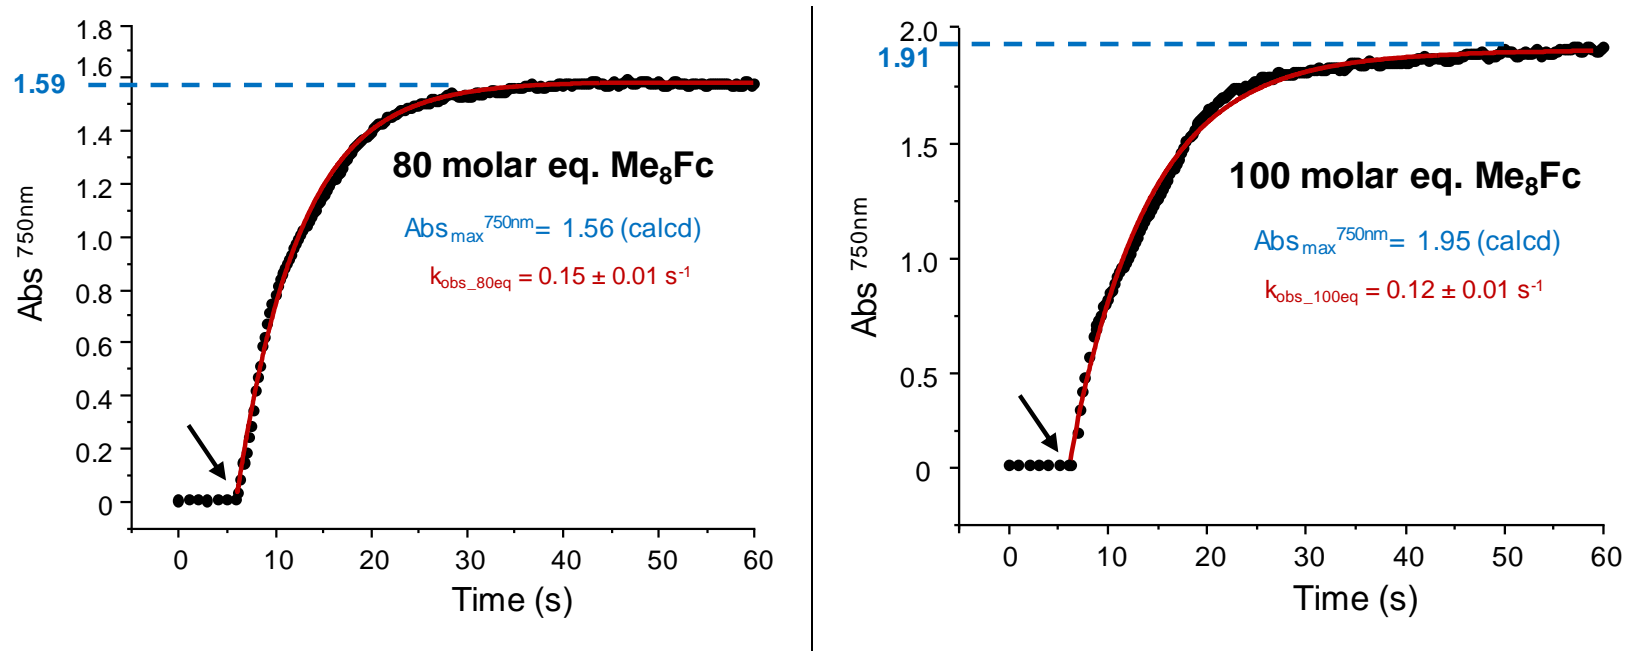 1.8
1.6
1.59
1.4
1.2
1.0
0.8
0.6
0.4
0.2
0
Abs 750nm
80 molar eq. Me8Fc
Absmax750nm= 1.56 (calcd)
kobs_80eq = 0.15 ± 0.01 s-1
0 10 20 30 40 50 60
Time (s)
2.0
1.91
1.5
1.0
0.5
0
Abs 750nm
100 molar eq. Me8Fc
Absmax750nm= 1.95 (calcd)
kobs_100eq = 0.12 ± 0.01 s-1
0 10 20 30 40 50 60
Time (s)